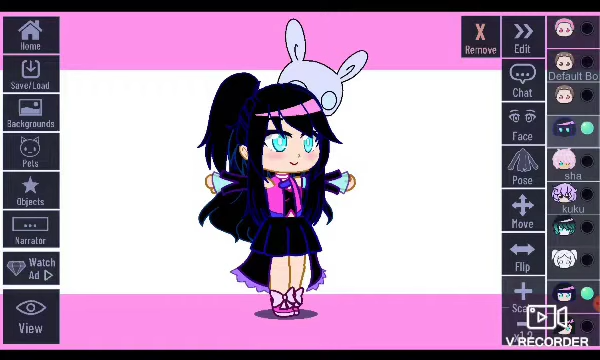 Home
Save/Load
Backgrounds
Pets
Objects
Narrator
Watch
Ad
View
X
Remove
Edit
Chat
Face
Pose
Move
Flip
Default Bo
sha
kuku
V RECORDER